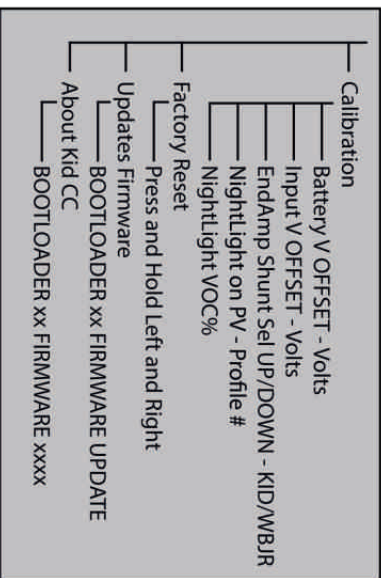 Calibration
Battery V OFFSET - Volts
Input V OFFSET - Volts
EndAmp Shunt Sel UP/DOWN - KID/WBJR
NightLight on PV - Profile #
NightLight VOC%
Factory Reset
Press and Hold Left and Right
Updates Firmware
BOOTLOADER xx FIRMWARE UPDATE
About Kid CC
BOOTLOADER xx FIRMWARE xxxx